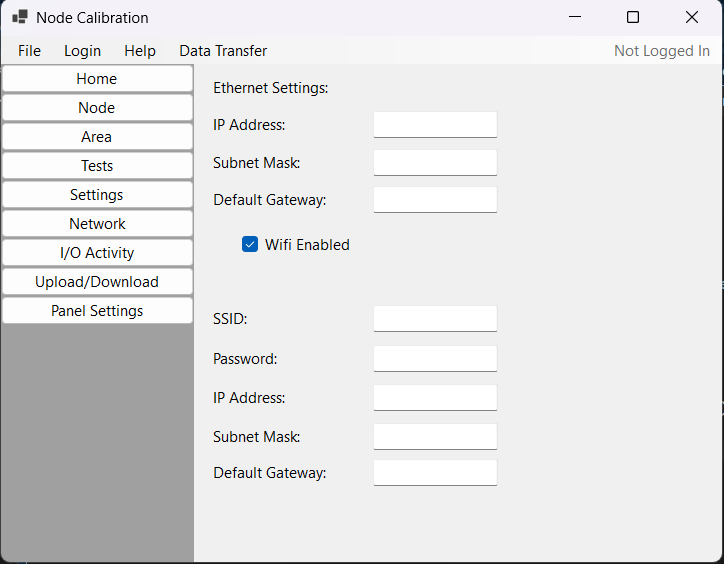 Node Calibration
File Login Help Data Transfer Not Logged In
Home
Node
Area
Tests
Settings
Network
I/O Activity
Upload/Download
Panel Settings
Ethernet Settings:
IP Address:
Subnet Mask:
Default Gateway:
Wifi Enabled
SSID:
Password:
IP Address:
Subnet Mask:
Default Gateway: